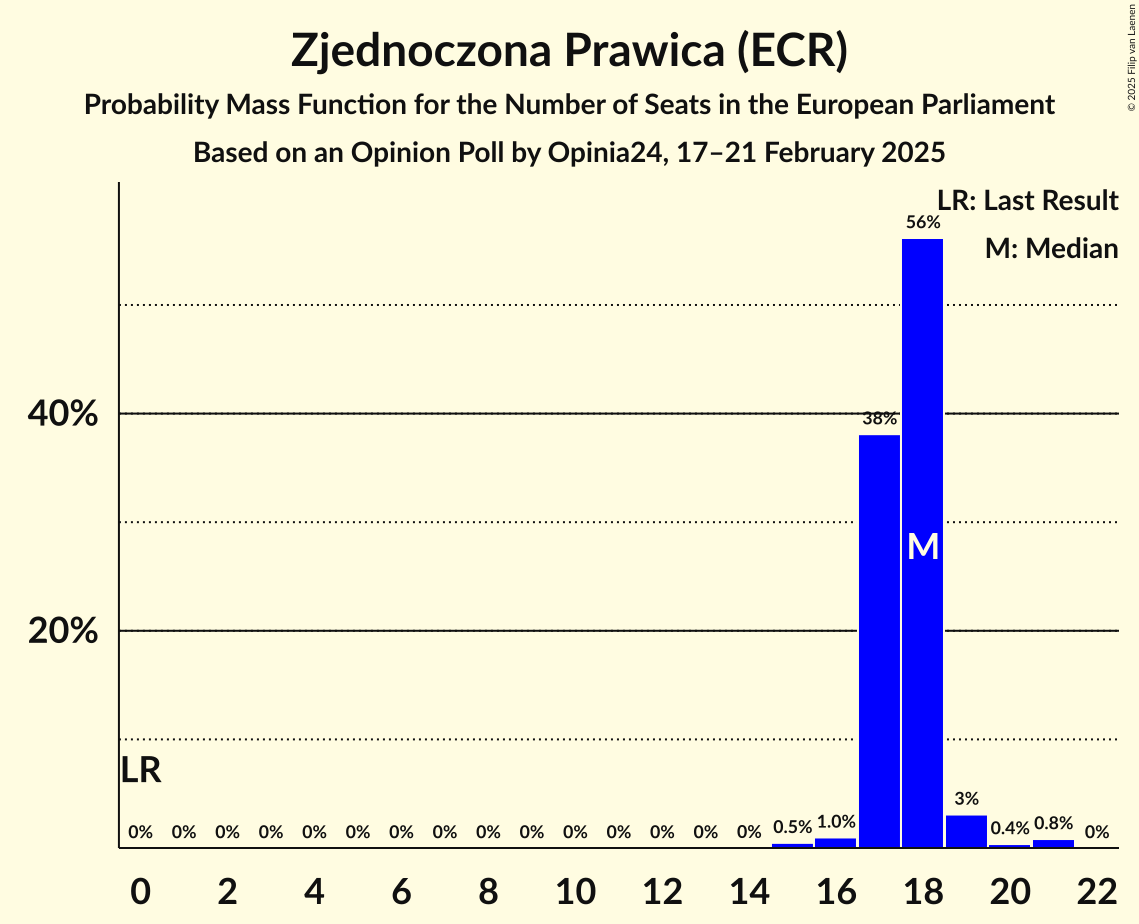 Zjednoczona Prawica (ECR)
Probability Mass Function for the Number of Seats in the European Parliament
Based on an Opinion Poll by Opinia24, 17–21 February 2025
© 2025 Filip van Laenen
LR: Last Result
M: Median
56%
40%
38%
M
20%
LR
0% 0% 0% 0% 0% 0% 0% 0% 0% 0% 0% 0% 0% 0% 0% 0.5% 1.0% 3% 0.4% 0.8% 0%
0 2 4 6 8 10 12 14 16 18 20 22